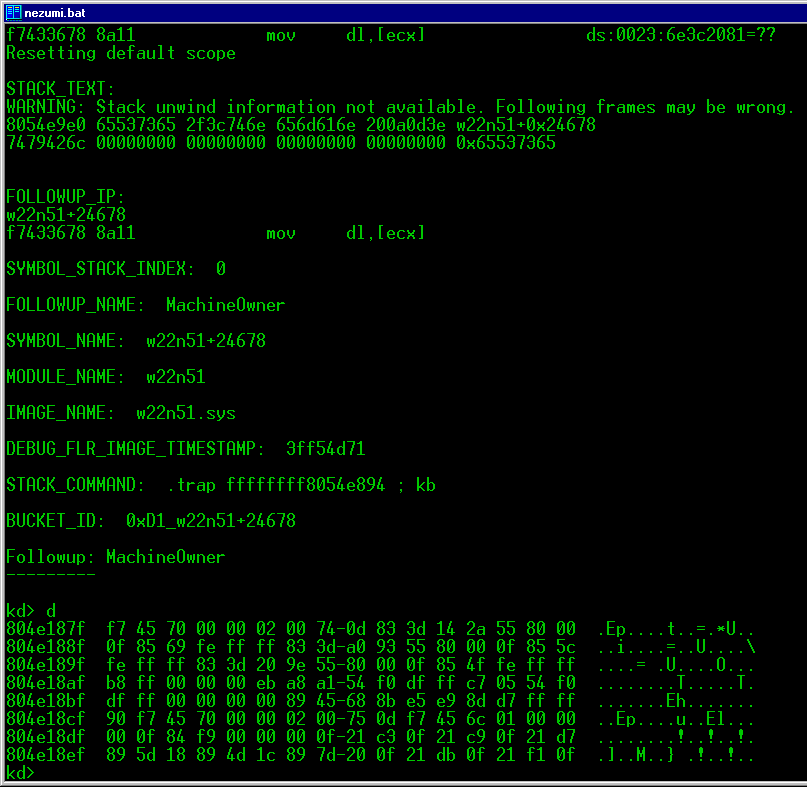 nezumi.bat
f7433678 8a11 mov dl,[ecx] ds:0023:6e3c2081=??
Resetting default scope
STACK_TEXT:
WARNING: Stack unwind information not available. Following frames may be wrong.
8054e9e0 65537365 2f3c746e 656d616e 200a0d3e w22n51+0x24678
7479426c 00000000 00000000 00000000 00000000 0x65537365
FOLLOWUP_IP:
w22n51+24678
f7433678 8a11 mov dl,[ecx]
SYMBOL_STACK_INDEX: 0
FOLLOWUP_NAME: MachineOwner
SYMBOL_NAME: w22n51+24678
MODULE_NAME: w22n51
IMAGE_NAME: w22n51.sys
DEBUG_FLR_IMAGE_TIMESTAMP: 3ff54d71
STACK_COMMAND: .trap ffffffff8054e894 ; kb
BUCKET_ID: 0xD1_w22n51+24678
Followup: MachineOwner
---------
kd> d
804e187f f7 45 70 00 00 02 00 74-0d 83 3d 14 2a 55 80 00 .Ep....t..=.*U..
804e188f 0f 85 69 fe ff ff 83 3d-a0 93 55 80 00 0f 85 5c ..i....=..U....\
804e189f fe ff ff 83 3d 20 9e 55-80 00 0f 85 4f fe ff ff ....= .U....O...
804e18af b8 ff 00 00 00 eb a8 a1-54 f0 df ff c7 05 54 f0 ........T.....T.
804e18bf df ff 00 00 00 00 89 45-68 8b e5 e9 8d d7 ff ff .......Eh.......
804e18cf 90 f7 45 70 00 00 02 00-75 0d f7 45 6c 01 00 00 ..Ep....u..El...
804e18df 00 0f 84 f9 00 00 00 0f-21 c3 0f 21 c9 0f 21 d7 ........!..!..!.
804e18ef 89 5d 18 89 4d 1c 89 7d-20 0f 21 db 0f 21 f1 0f .]..M..} .!..!..
kd>